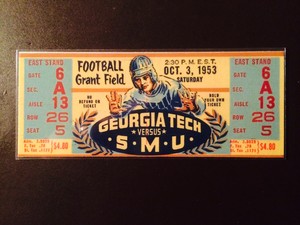 EAST STAND
GATE 6
SEC. A
AISLE 13
ROW 26
SEAT 5
$4.80
FOOTBALL
Grant Field
2:30 P.M. E.S.T.
OCT. 3, 1953
SATURDAY
NO
REFUND ON
TICKET
HOLD
YOUR OWN
TICKET
GEORGIA TECH
VERSUS
S·M·U
EAST STAND
GATE 6
SEC. A
AISLE 13
ROW 26
SEAT 5
$4.80